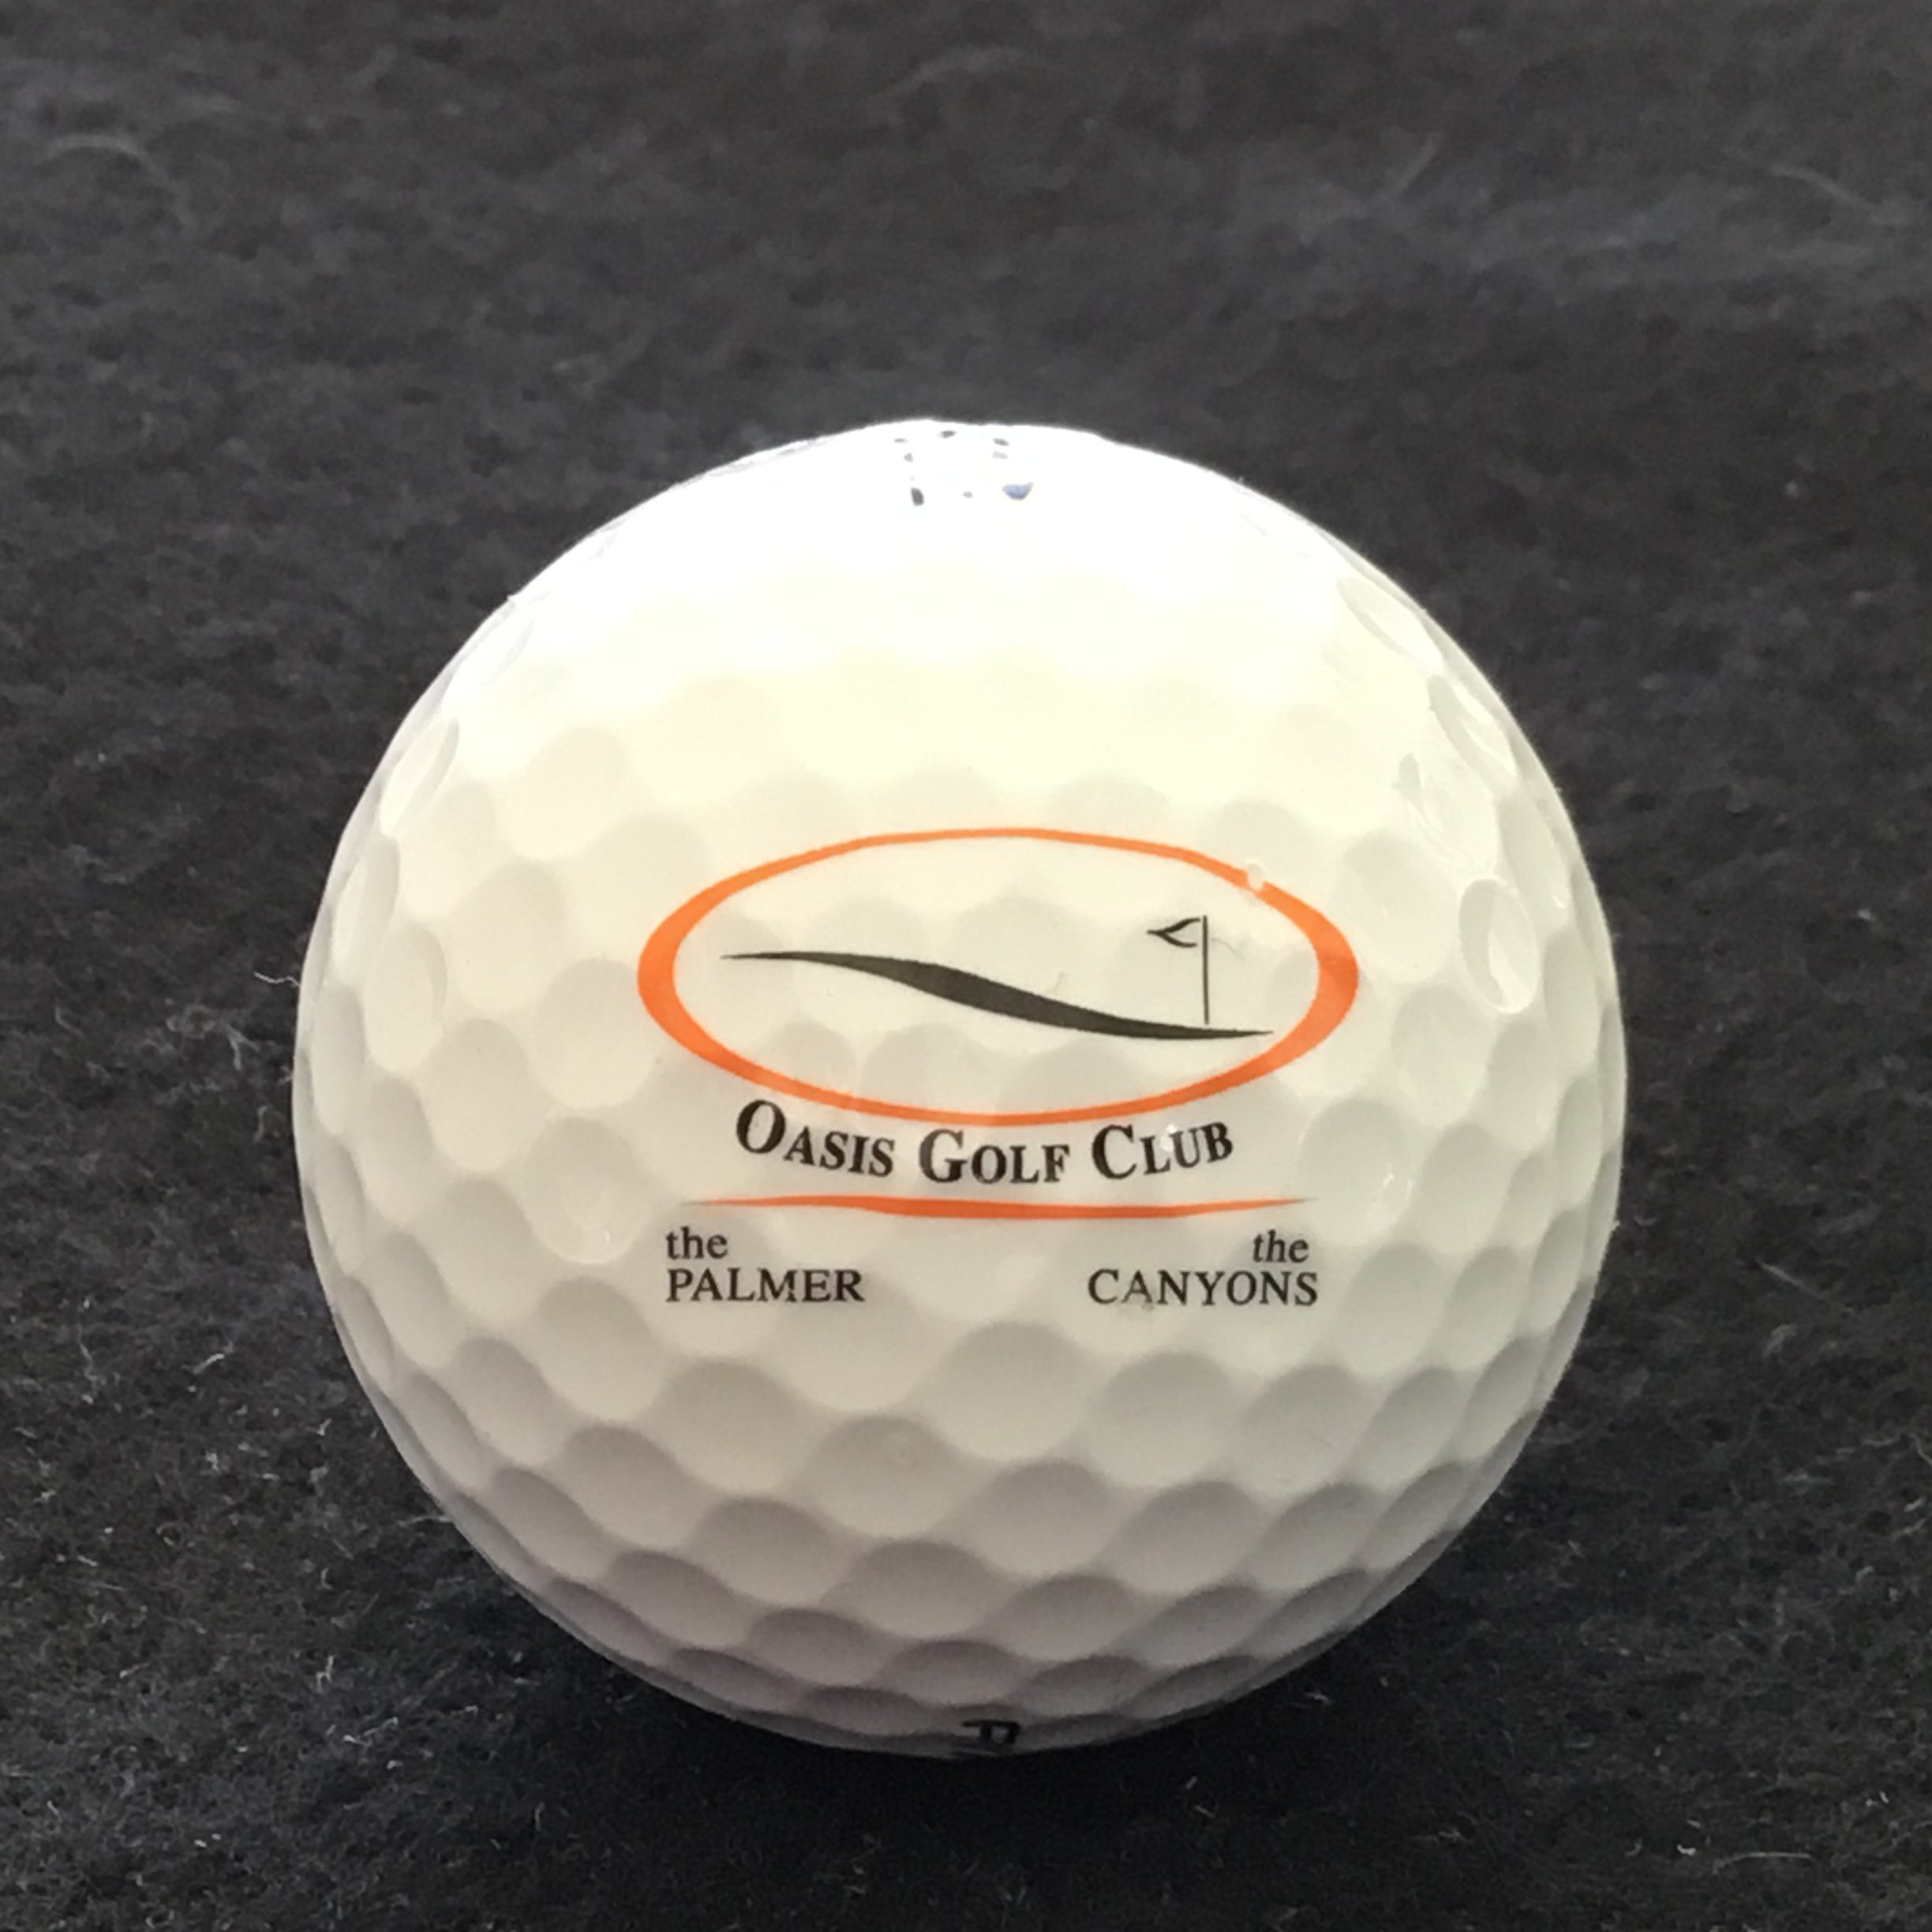 OASIS GOLF CLUB
the the
PALMER CANYONS